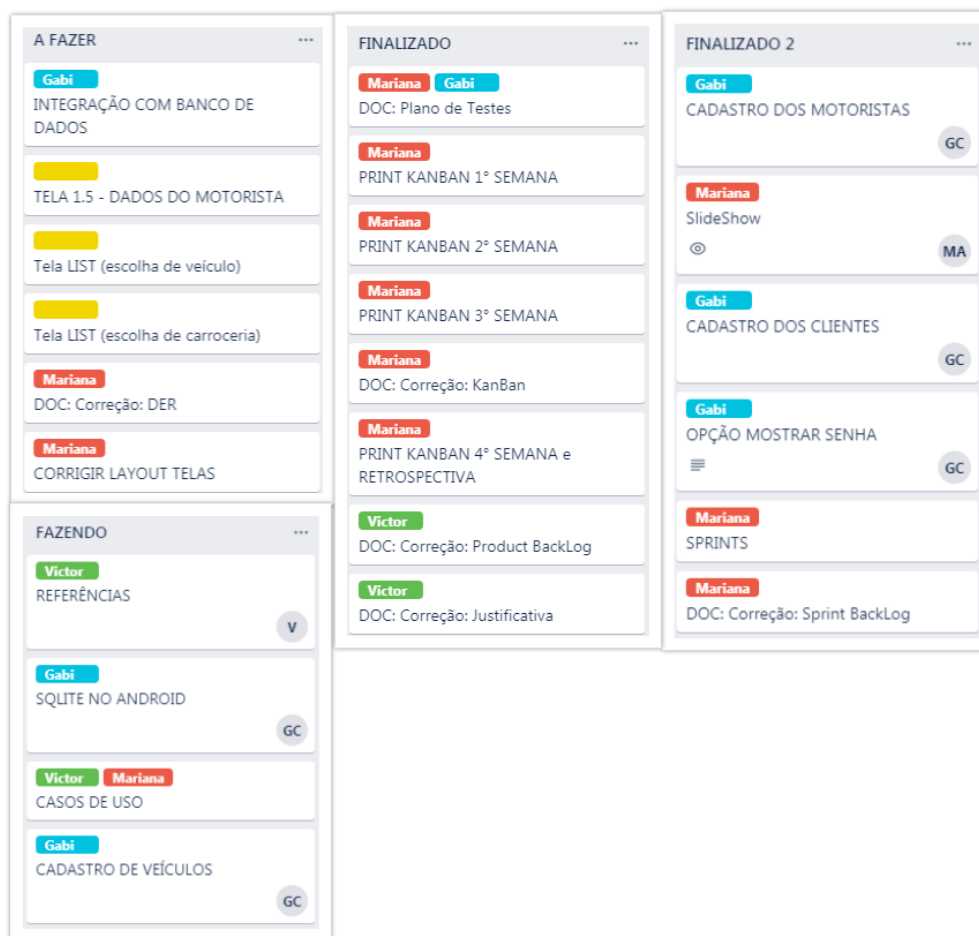 A FAZER
Gabi
INTEGRAÇÃO COM BANCO DE
DADOS
TELA 1.5 - DADOS DO MOTORISTA
Tela LIST (escolha de veículo)
Tela LIST (escolha de carroceria)
Mariana
DOC: Correção: DER
Mariana
CORRIGIR LAYOUT TELAS
FAZENDO
Victor
REFERÊNCIAS
V
Gabi
SQLITE NO ANDROID
GC
Victor Mariana
CASOS DE USO
Gabi
CADASTRO DE VEÍCULOS
GC
FINALIZADO
Mariana Gabi
DOC: Plano de Testes
Mariana
PRINT KANBAN 1° SEMANA
Mariana
PRINT KANBAN 2° SEMANA
Mariana
PRINT KANBAN 3° SEMANA
Mariana
DOC: Correção: KanBan
Mariana
PRINT KANBAN 4° SEMANA e
RETROSPECTIVA
Victor
DOC: Correção: Product BackLog
Victor
DOC: Correção: Justificativa
FINALIZADO 2
Gabi
CADASTRO DOS MOTORISTAS
GC
Mariana
SlideShow
MA
Gabi
CADASTRO DOS CLIENTES
GC
Gabi
OPÇÃO MOSTRAR SENHA
GC
Mariana
SPRINTS
Mariana
DOC: Correção: Sprint BackLog